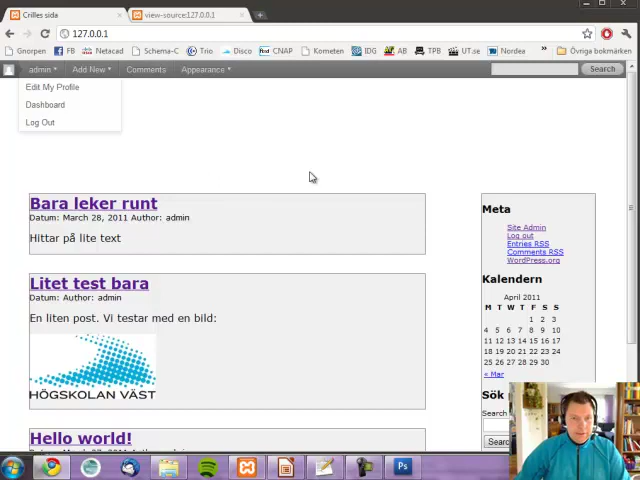 Crilles sida
view-source:127.0.0.1
127.0.0.1
Gnorpen FB Netacad Schema-C Trio Disco CNAP Kometen IDG AB TPB UT.se Nordea » Övriga bokmärken
admin Add New Comments Appearance Search
Edit My Profile
Dashboard
Log Out
Bara leker runt
Datum: March 28, 2011 Author: admin
Hittar på lite text
Litet test bara
Datum: Author: admin
En liten post. Vi testar med en bild:
HÖGSKOLAN VÄST
Hello world!
Meta
Site Admin
Log out
Entries RSS
Comments RSS
WordPress.org
Kalendern
April 2011
M T W T F S S
1 2 3
4 5 6 7 8 9 10
11 12 13 14 15 16 17
18 19 20 21 22 23 24
25 26 27 28 29 30
« Mar
Sök
Search
Searc
Ps